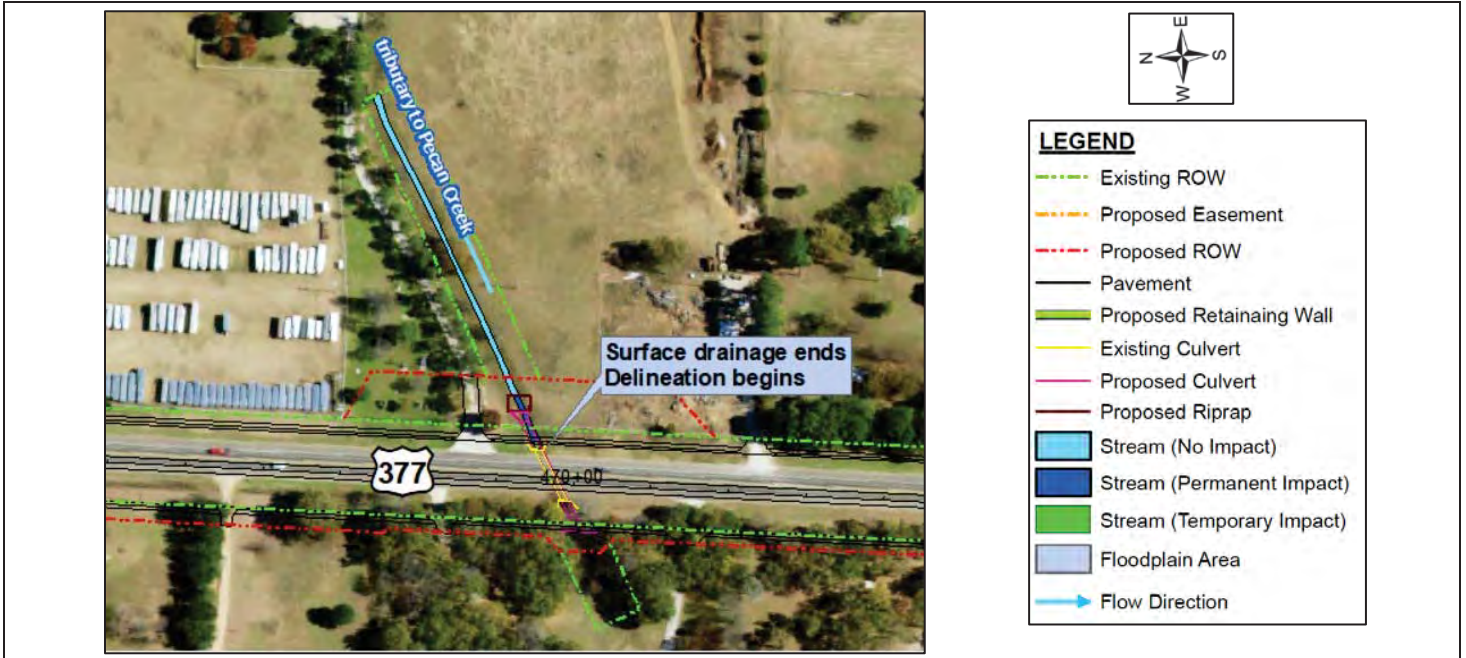 tributary to Pecan Creek
Surface drainage ends
Delineation begins
377
470+00
N
E
S
W
LEGEND
Existing ROW
Proposed Easement
Proposed ROW
Pavement
Proposed Retainaing Wall
Existing Culvert
Proposed Culvert
Proposed Riprap
Stream (No Impact)
Stream (Permanent Impact)
Stream (Temporary Impact)
Floodplain Area
Flow Direction